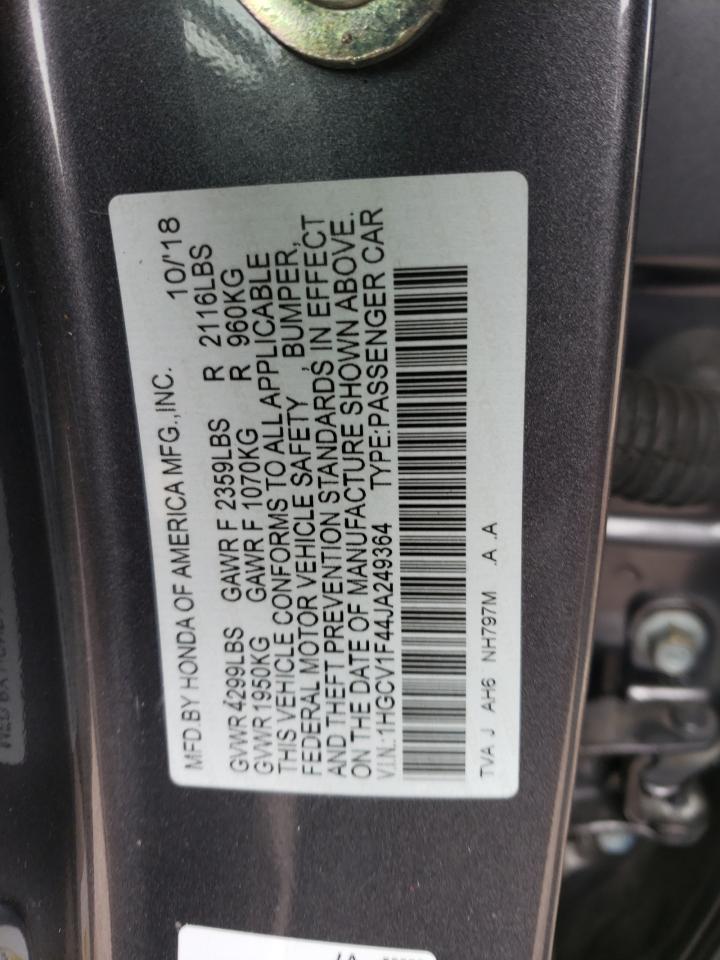 MFD.BY HONDA OF AMERICA MFG.,INC. 10/'18
GVWR 4299LBS GAWR F 2359LBS R 2116LBS
GVWR 1950KG GAWR F 1070KG R 960KG
THIS VEHICLE CONFORMS TO ALL APPLICABLE
FEDERAL MOTOR VEHICLE SAFETY , BUMPER,
AND THEFT PREVENTION STANDARDS IN EFFECT
ON THE DATE OF MANUFACTURE SHOWN ABOVE.
V.I.N.:1HGCV1F44JA249364 TYPE:PASSENGER CAR
TVA J AH6 NH797M .A .A